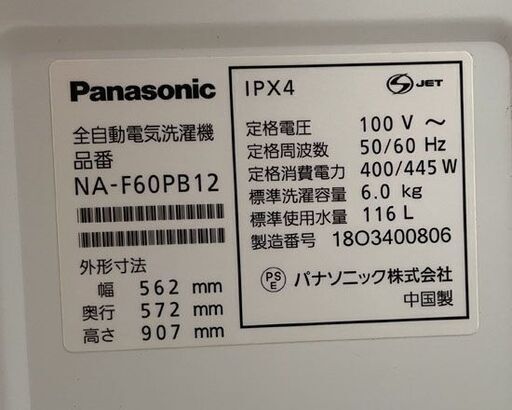 Panasonic
全自動電気洗濯機
品番
NA-F60PB12
外形寸法
幅 562 mm
奥行 572 mm
高さ 907 mm
IPX4
S JET
定格電圧 100 V ～
定格周波数 50/60 Hz
定格消費電力 400/445 W
標準洗濯容量 6.0 kg
標準使用水量 116 L
製造番号 18O3400806
PS E パナソニック株式会社
中国製